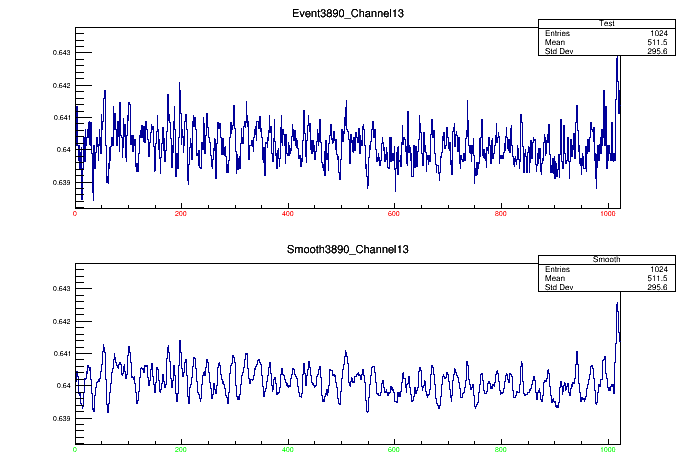 Event3890_Channel13
Test
Entries 1024
Mean 511.5
Std Dev 295.6
0.643
0.642
0.641
0.64
0.639
0 200 400 600 800 1000
Smooth3890_Channel13
Smooth
Entries 1024
Mean 511.5
Std Dev 295.6
0.643
0.642
0.641
0.64
0.639
0 200 400 600 800 1000